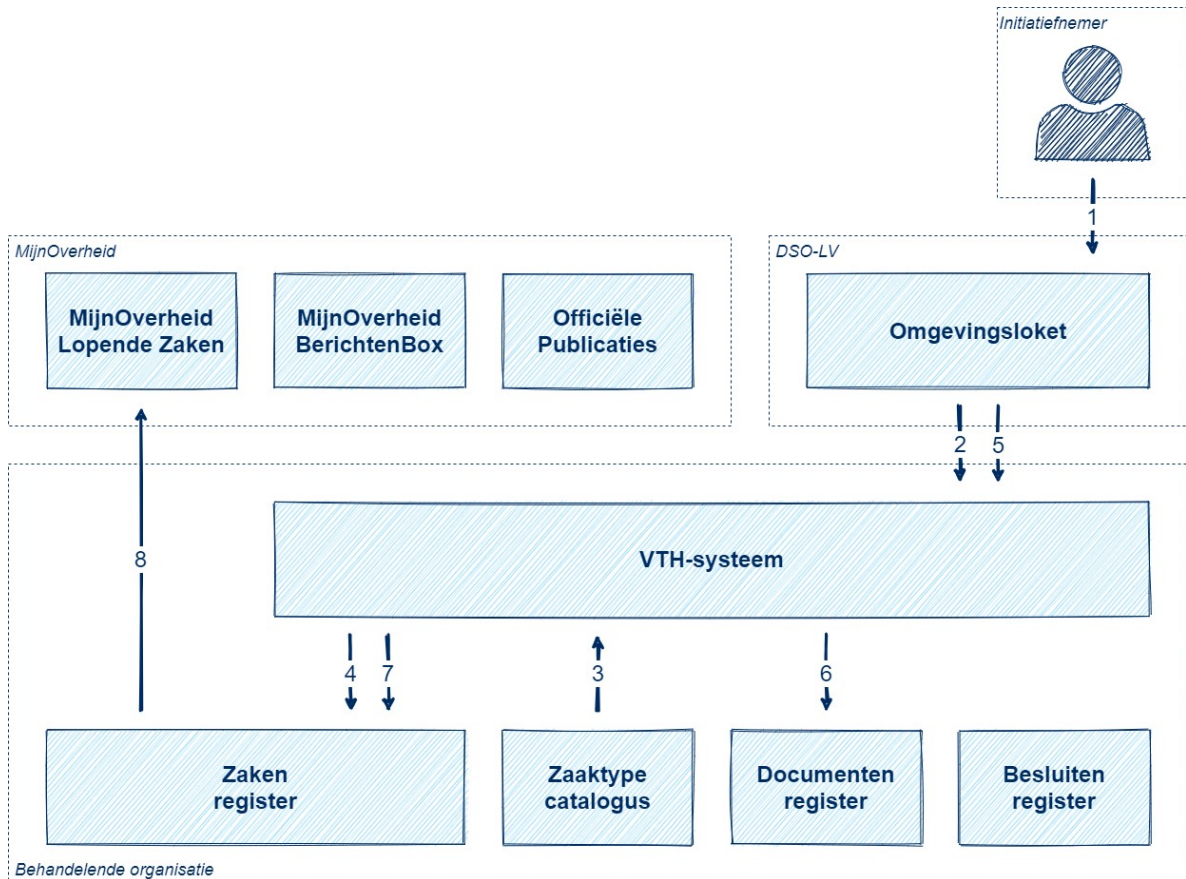 Initiatiefnemer
1
MijnOverheid
DSO-LV
MijnOverheid
Lopende Zaken
MijnOverheid
BerichtenBox
Officiële
Publicaties
Omgevingsloket
2
5
8
VTH-systeem
4
7
3
6
Zaken
register
Zaaktype
catalogus
Documenten
register
Besluiten
register
Behandelende organisatie